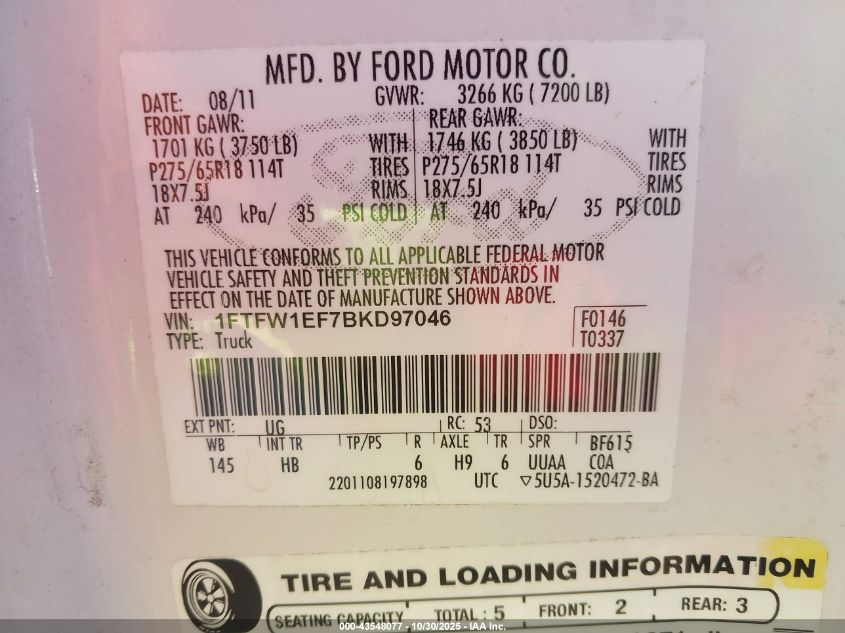 MFD. BY FORD MOTOR CO.
DATE: 08/11 GVWR: 3266 KG ( 7200 LB)
FRONT GAWR: REAR GAWR:
1701 KG ( 3750 LB) WITH 1746 KG ( 3850 LB) WITH
P275/65R18 114T TIRES P275/65R18 114T TIRES
18X7.5J RIMS 18X7.5J RIMS
AT 240 kPa/ 35 PSI COLD AT 240 kPa/ 35 PSI COLD
THIS VEHICLE CONFORMS TO ALL APPLICABLE FEDERAL MOTOR
VEHICLE SAFETY AND THEFT PREVENTION STANDARDS IN
EFFECT ON THE DATE OF MANUFACTURE SHOWN ABOVE.
VIN: 1FTFW1EF7BKD97046 F0146
TYPE: Truck T0337
EXT PNT: UG RC: 53 DSO:
WB INT TR TP/PS R AXLE TR SPR BF615
145 HB 6 H9 6 UUAA COA
2201108197898 UTC ▽5U5A-1520472-BA
TIRE AND LOADING INFORMATION
SEATING CAPACITY TOTAL : 5 FRONT: 2 REAR: 3
000-43548077 - 10/30/2025 - IAA Inc.